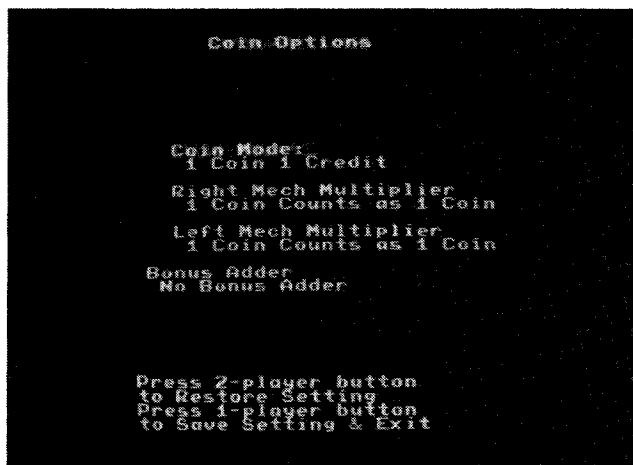 Coin Options
Coin Mode:
1 Coin 1 Credit
Right Mech Multiplier
1 Coin Counts as 1 Coin
Left Mech Multiplier
1 Coin Counts as 1 Coin
Bonus Adder
No Bonus Adder
Press 2-player button
to Restore Setting
Press 1-player button
to Save Setting & Exit